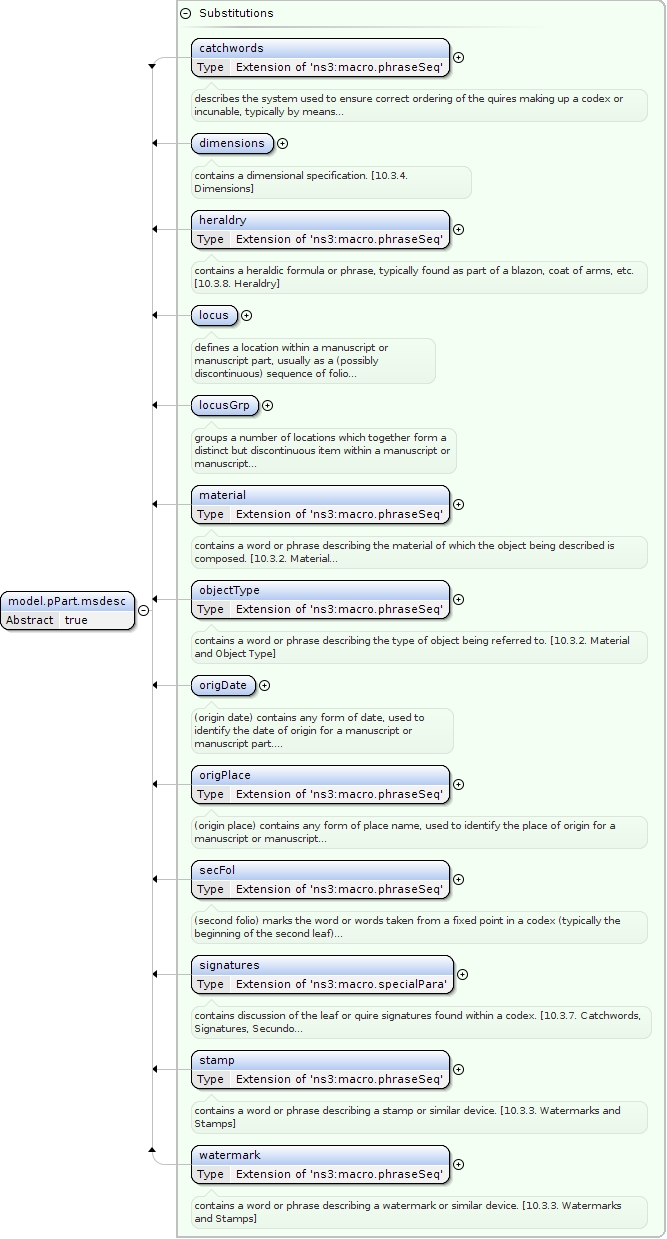 Substitutions
catchwords
Type Extension of 'ns3:macro.phraseSeq'
describes the system used to ensure correct ordering of the quires making up a codex or
incunable, typically by means...
dimensions
contains a dimensional specification. [10.3.4.
Dimensions]
heraldry
Type Extension of 'ns3:macro.phraseSeq'
contains a heraldic formula or phrase, typically found as part of a blazon, coat of arms, etc.
[10.3.8. Heraldry]
locus
defines a location within a manuscript or
manuscript part, usually as a (possibly
discontinuous) sequence of folio...
locusGrp
groups a number of locations which together form a
distinct but discontinuous item within a manuscript or
manuscript...
material
Type Extension of 'ns3:macro.phraseSeq'
contains a word or phrase describing the material of which the object being described is
composed. [10.3.2. Material...
model.pPart.msdesc
Abstract true
objectType
Type Extension of 'ns3:macro.phraseSeq'
contains a word or phrase describing the type of object being referred to. [10.3.2. Material
and Object Type]
origDate
(origin date) contains any form of date, used to
identify the date of origin for a manuscript or
manuscript part....
origPlace
Type Extension of 'ns3:macro.phraseSeq'
(origin place) contains any form of place name, used to identify the place of origin for a
manuscript or manuscript...
secFol
Type Extension of 'ns3:macro.phraseSeq'
(second folio) marks the word or words taken from a fixed point in a codex (typically the
beginning of the second leaf)...
signatures
Type Extension of 'ns3:macro.specialPara'
contains discussion of the leaf or quire signatures found within a codex. [10.3.7. Catchwords,
Signatures, Secundo...
stamp
Type Extension of 'ns3:macro.phraseSeq'
contains a word or phrase describing a stamp or similar device. [10.3.3. Watermarks and
Stamps]
watermark
Type Extension of 'ns3:macro.phraseSeq'
contains a word or phrase describing a watermark or similar device. [10.3.3. Watermarks
and Stamps]